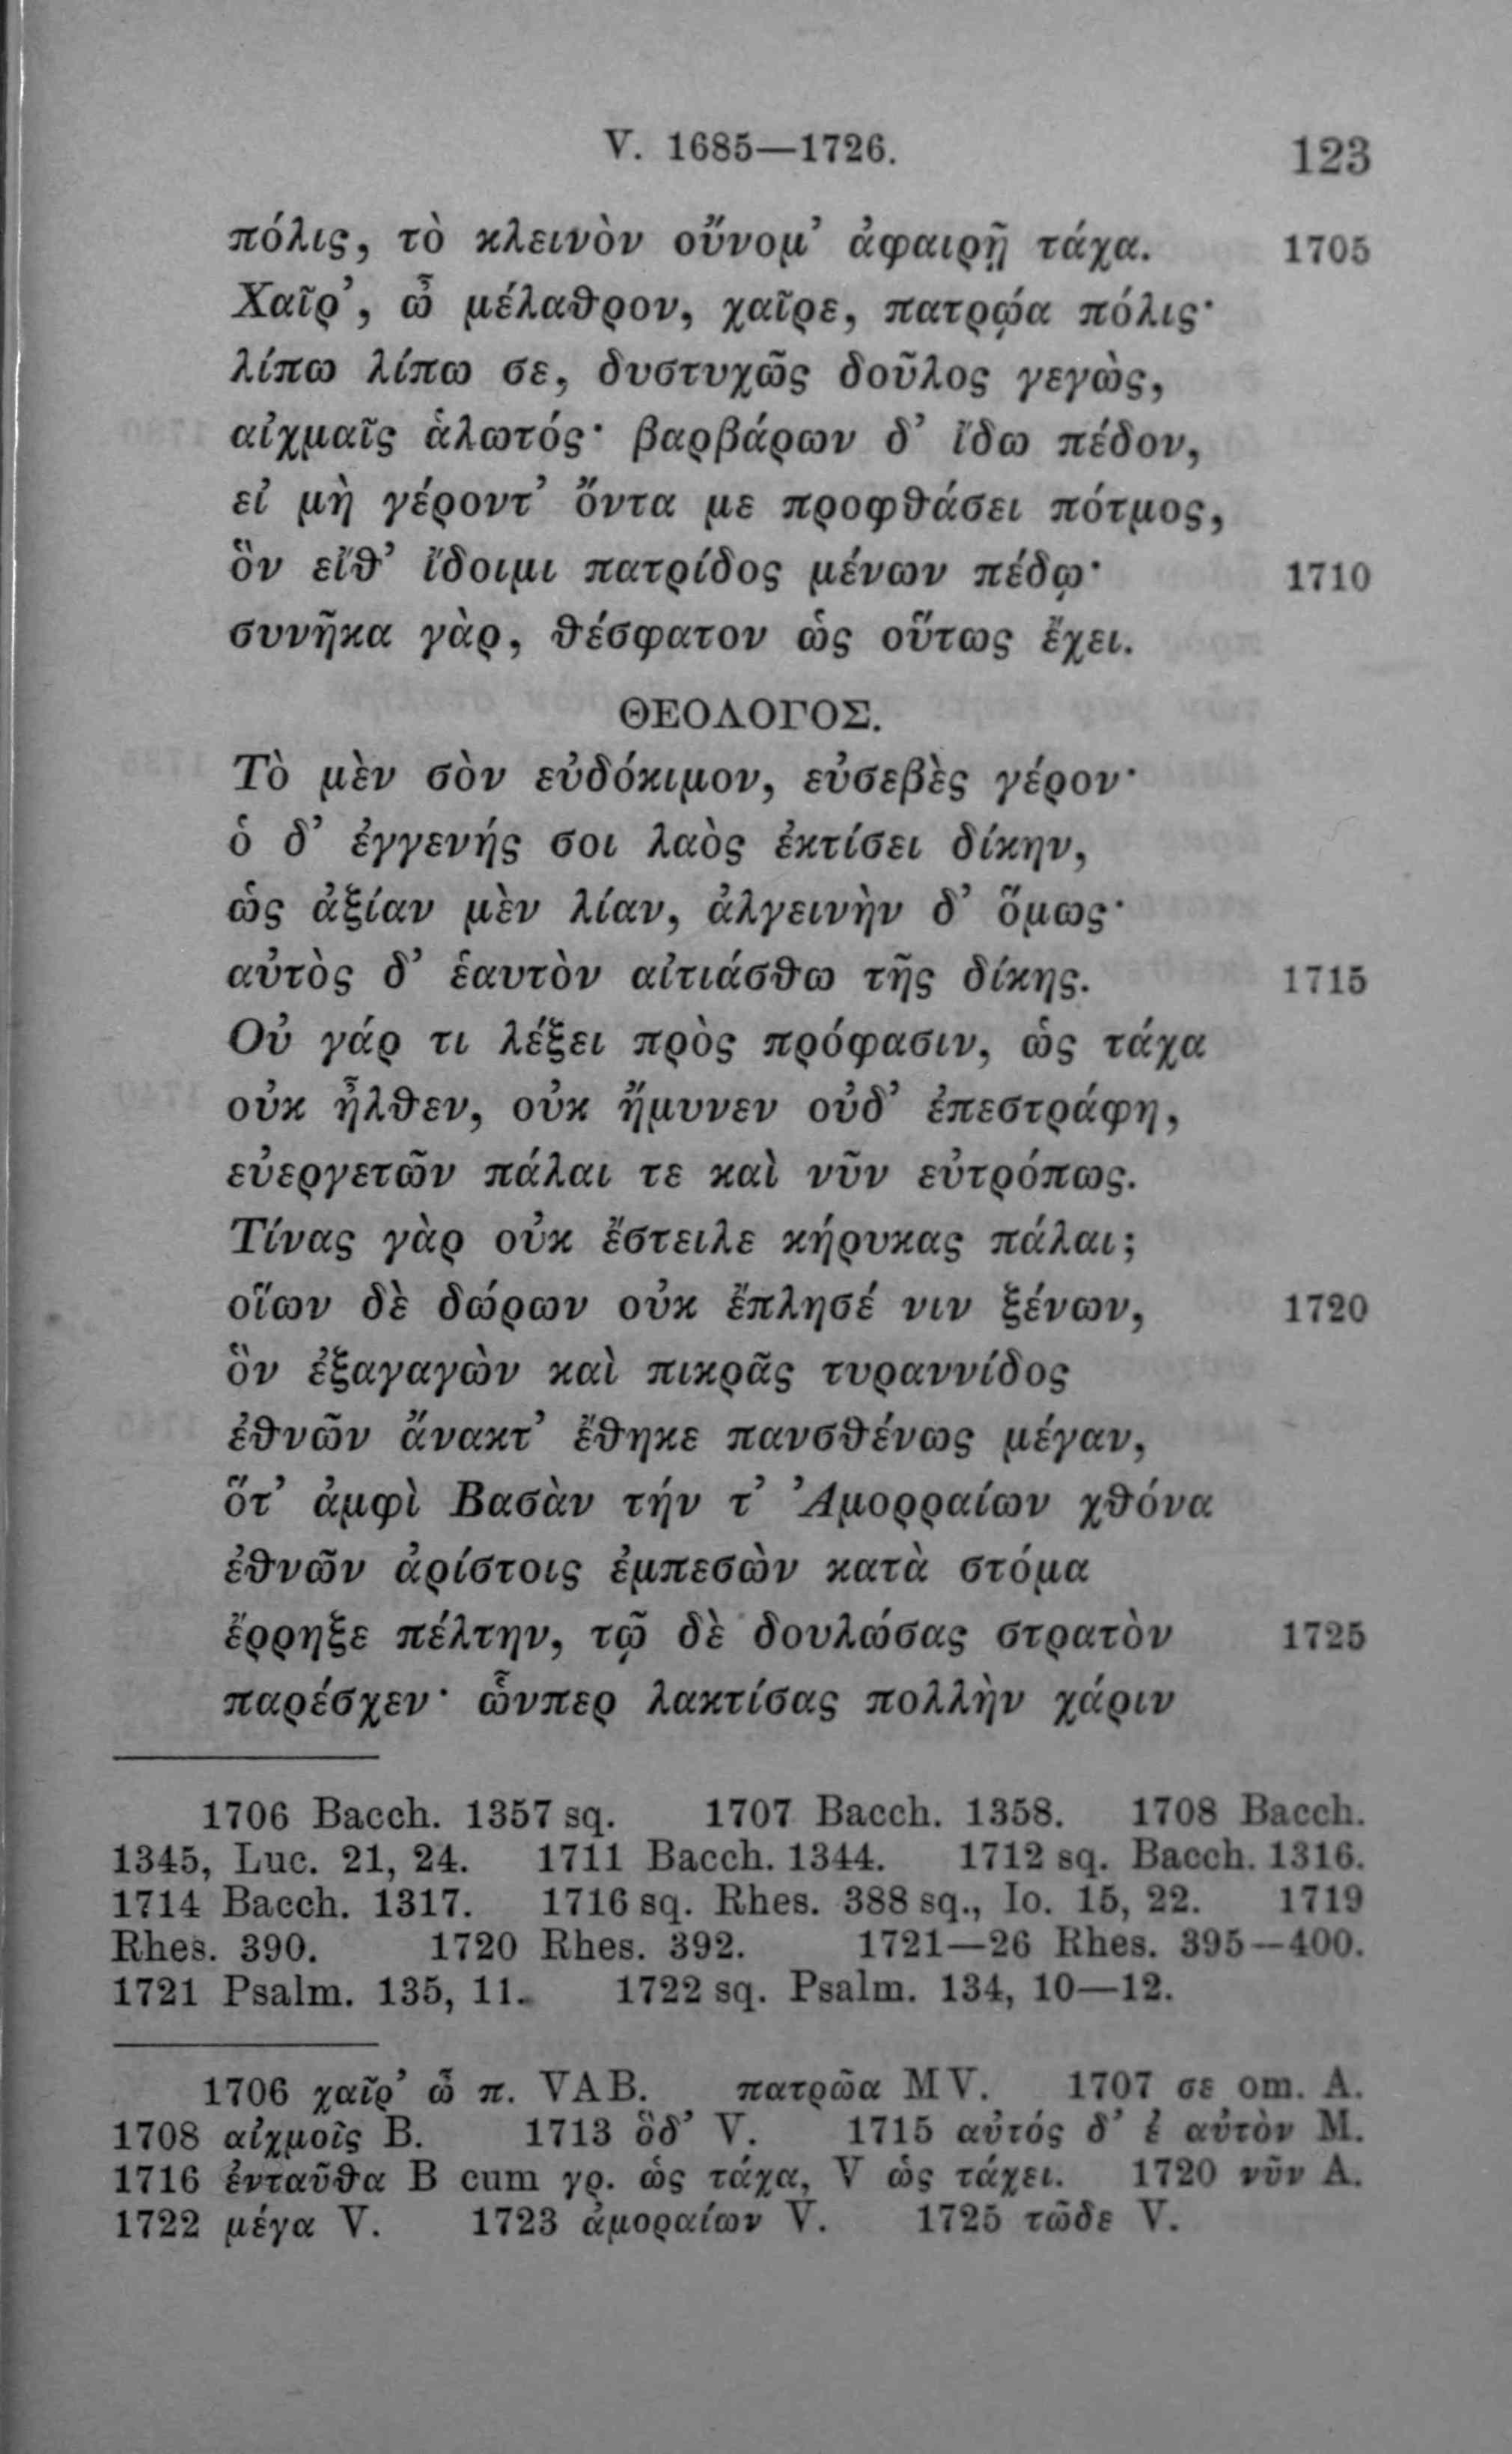 V. 1685—1726. 123
πόλις, τὸ κλεινὸν οὔνομ’ ἀφαιρῇ τάχα. 1705
Χαῖρ’, ὦ μέλαθρον, χαῖρε, πατρῴα πόλις·
λίπω λίπω σε, δυστυχῶς δοῦλος γεγὼς,
αἰχμαῖς ἁλωτός· βαρβάρων δ’ ἴδω πέδον,
εἰ μὴ γέροντ’ ὄντα με προφθάσει πότμος,
ὃν εἴθ’ ἴδοιμι πατρίδος μένων πέδῳ· 1710
συνῆκα γὰρ, θέσφατον ὡς οὕτως ἔχει.
ΘΕΟΛΟΓΟΣ.
Τὸ μὲν σὸν εὐδόκιμον, εὐσεβὲς γέρον·
ὁ δ’ ἐγγενής σοι λαὸς ἐκτίσει δίκην,
ὡς ἀξίαν μὲν λίαν, ἀλγεινὴν δ’ ὅμως·
αὐτὸς δ’ ἑαυτὸν αἰτιάσθω τῆς δίκης. 1715
Οὐ γάρ τι λέξει πρὸς πρόφασιν, ὡς τάχα
οὐκ ἦλθεν, οὐκ ἤμυνεν οὐδ’ ἐπεστράφη,
εὐεργετῶν πάλαι τε καὶ νῦν εὐτρόπως.
Τίνας γὰρ οὐκ ἔστειλε κήρυκας πάλαι;
οἵων δὲ δώρων οὐκ ἔπλησέ νιν ξένων, 1720
ὃν ἐξαγαγὼν καὶ πικρᾶς τυραννίδος
ἐθνῶν ἄνακτ’ ἔθηκε πανσθένως μέγαν,
ὅτ’ ἀμφὶ Βασὰν τήν τ’ Ἀμορραίων χθόνα
ἐθνῶν ἀρίστοις ἐμπεσὼν κατὰ στόμα
ἔρρηξε πέλτην, τῷ δὲ δουλώσας στρατὸν 1725
παρέσχεν· ὧνπερ λακτίσας πολλὴν χάριν
1706 Bacch. 1357 sq. 1707 Bacch. 1358. 1708 Bacch.
1345, Luc. 21, 24. 1711 Bacch. 1344. 1712 sq. Bacch. 1316.
1714 Bacch. 1317. 1716 sq. Rhes. 388 sq., Io. 15, 22. 1719
Rhes. 390. 1720 Rhes. 392. 1721—26 Rhes. 395—400.
1721 Psalm. 135, 11. 1722 sq. Psalm. 134, 10—12.
1706 χαῖρ’ ὦ π. VAB. πατρῶα MV. 1707 σε om. A.
1708 αἰχμοῖς B. 1713 ὃδ’ V. 1715 αὐτός δ’ ἐ αὐτὸν M.
1716 ἐνταῦθα B cum γρ. ὡς τάχα, V ὡς τάχει. 1720 νῦν A.
1722 μέγα V. 1723 ἀμοραίων V. 1725 τῶδε V.